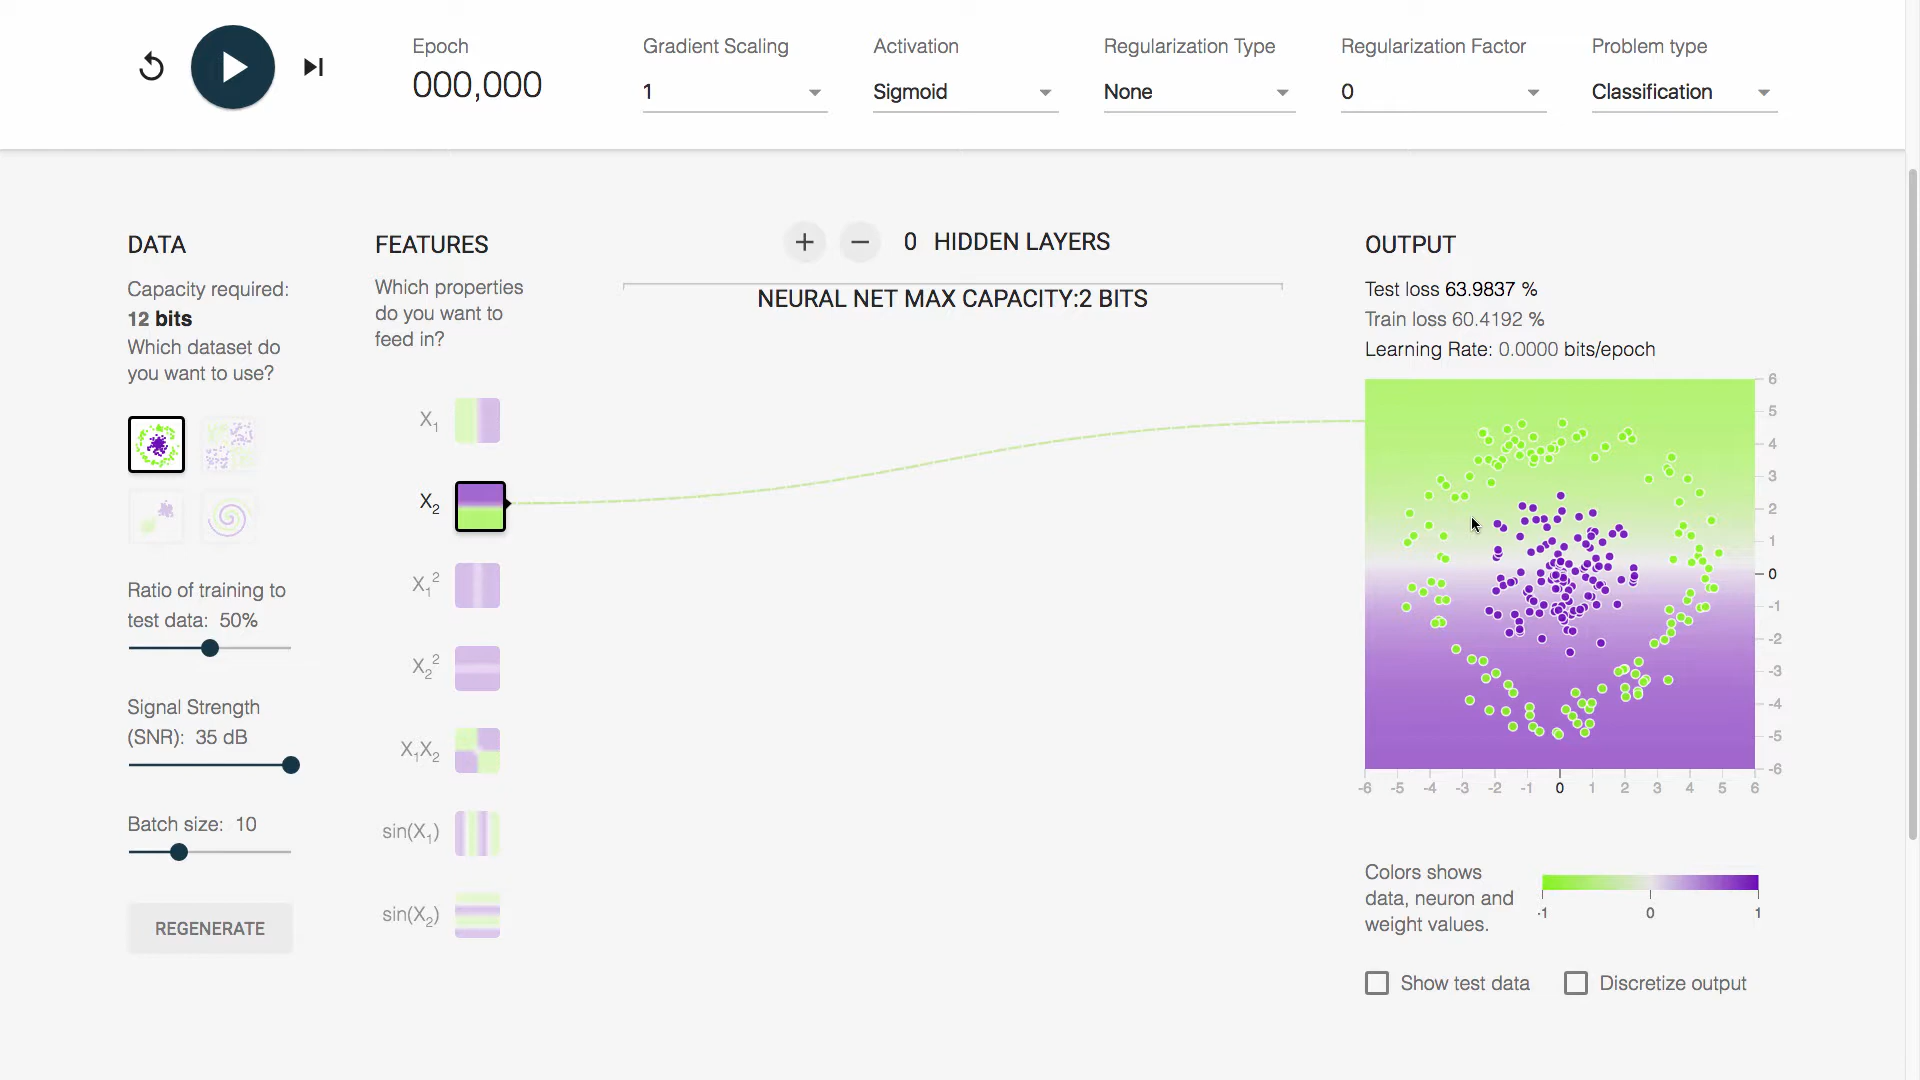 Epoch
000,000
Gradient Scaling
1
Activation
Sigmoid
Regularization Type
None
Regularization Factor
0
Problem type
Classification
DATA
Capacity required:
12 bits
Which dataset do
you want to use?
Ratio of training to
test data: 50%
Signal Strength
(SNR): 35 dB
Batch size: 10
REGENERATE
FEATURES
Which properties
do you want to
feed in?
X1
X2
X1²
X2²
X1X2
sin(X1)
sin(X2)
+ − 0 HIDDEN LAYERS
NEURAL NET MAX CAPACITY:2 BITS
OUTPUT
Test loss 63.9837 %
Train loss 60.4192 %
Learning Rate: 0.0000 bits/epoch
6
5
4
3
2
1
0
-1
-2
-3
-4
-5
-6
-6 -5 -4 -3 -2 -1 0 1 2 3 4 5 6
Colors shows
data, neuron and
weight values.
-1 0 1
Show test data
Discretize output